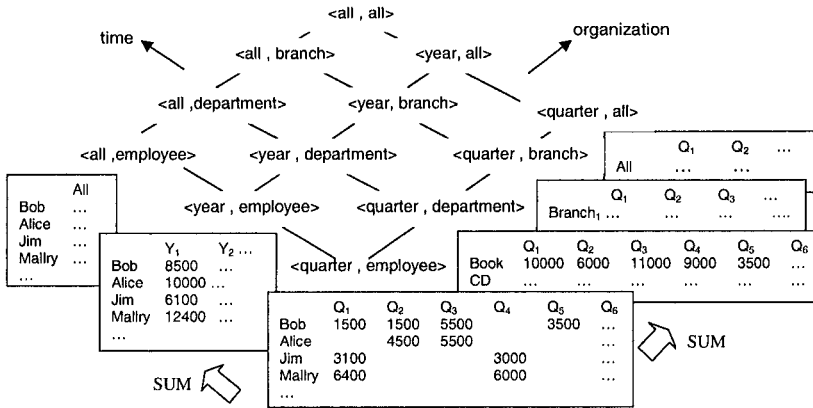 <all , all>
time
organization
<all , branch>
<year, all>
<all ,department>
<year, branch>
<quarter , all>
<all ,employee>
<year , department>
<quarter , branch>
<year , employee>
<quarter , department>
<quarter , employee>
Q₁ Q₂ ...
All ... ...
Q₁ Q₂ Q₃ ...
Branch₁ ... ... ... ....
Q₁ Q₂ Q₃ Q₄ Q₅ Q₆
Book 10000 6000 11000 9000 3500 ...
CD ... ... ... ... ... ...
All
Bob ...
Alice ...
Jim ...
Mallry ...
...
Y₁ Y₂ ...
Bob 8500 ...
Alice 10000 ...
Jim 6100 ...
Mallry 12400 ...
...
Q₁ Q₂ Q₃ Q₄ Q₅ Q₆
Bob 1500 1500 5500 3500 ...
Alice 4500 5500 ...
Jim 3100 3000 ...
Mallry 6400 6000 ...
...
SUM
SUM